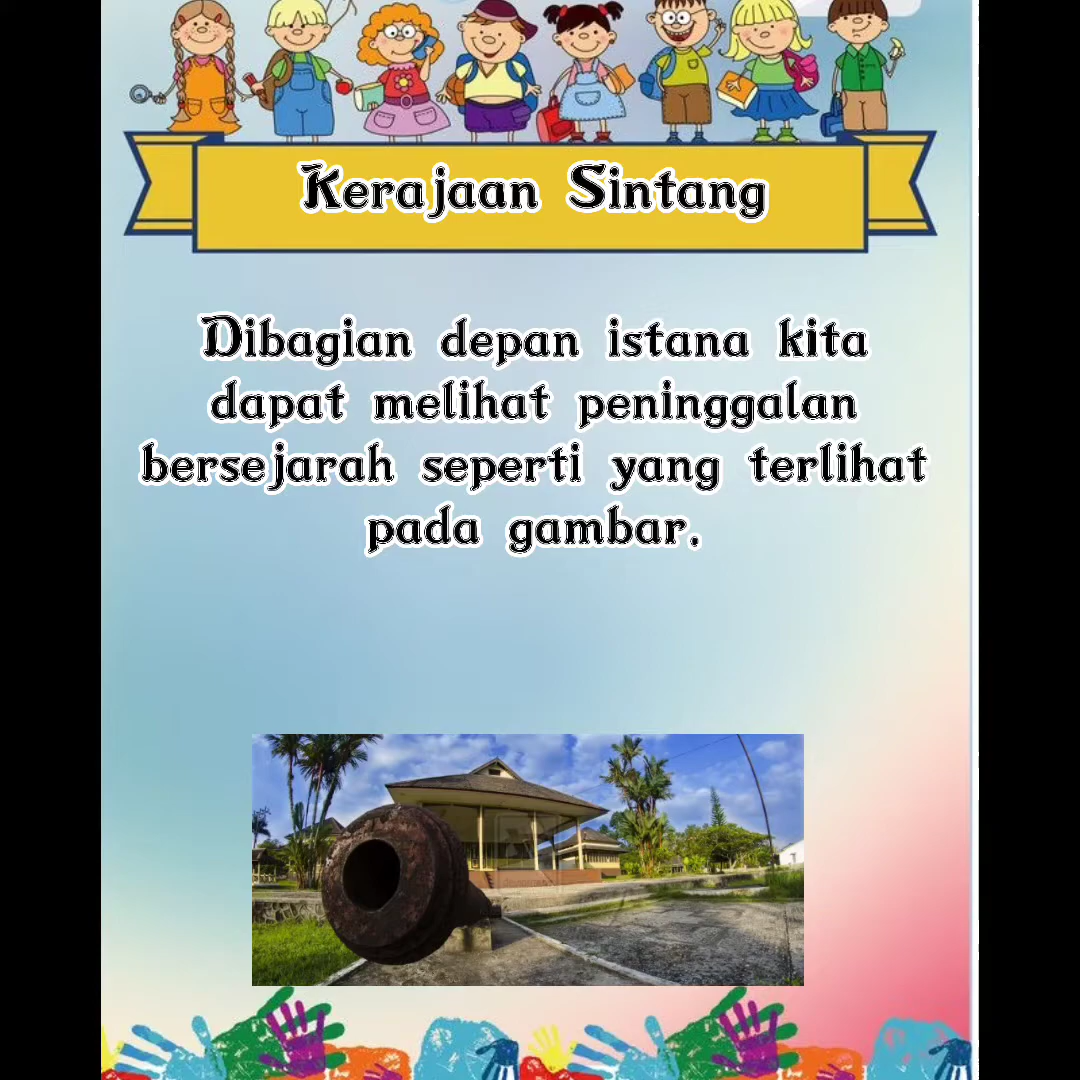 Kerajaan Sintang
Dibagian depan istana kita
dapat melihat peninggalan
bersejarah seperti yang terlihat
pada gambar.